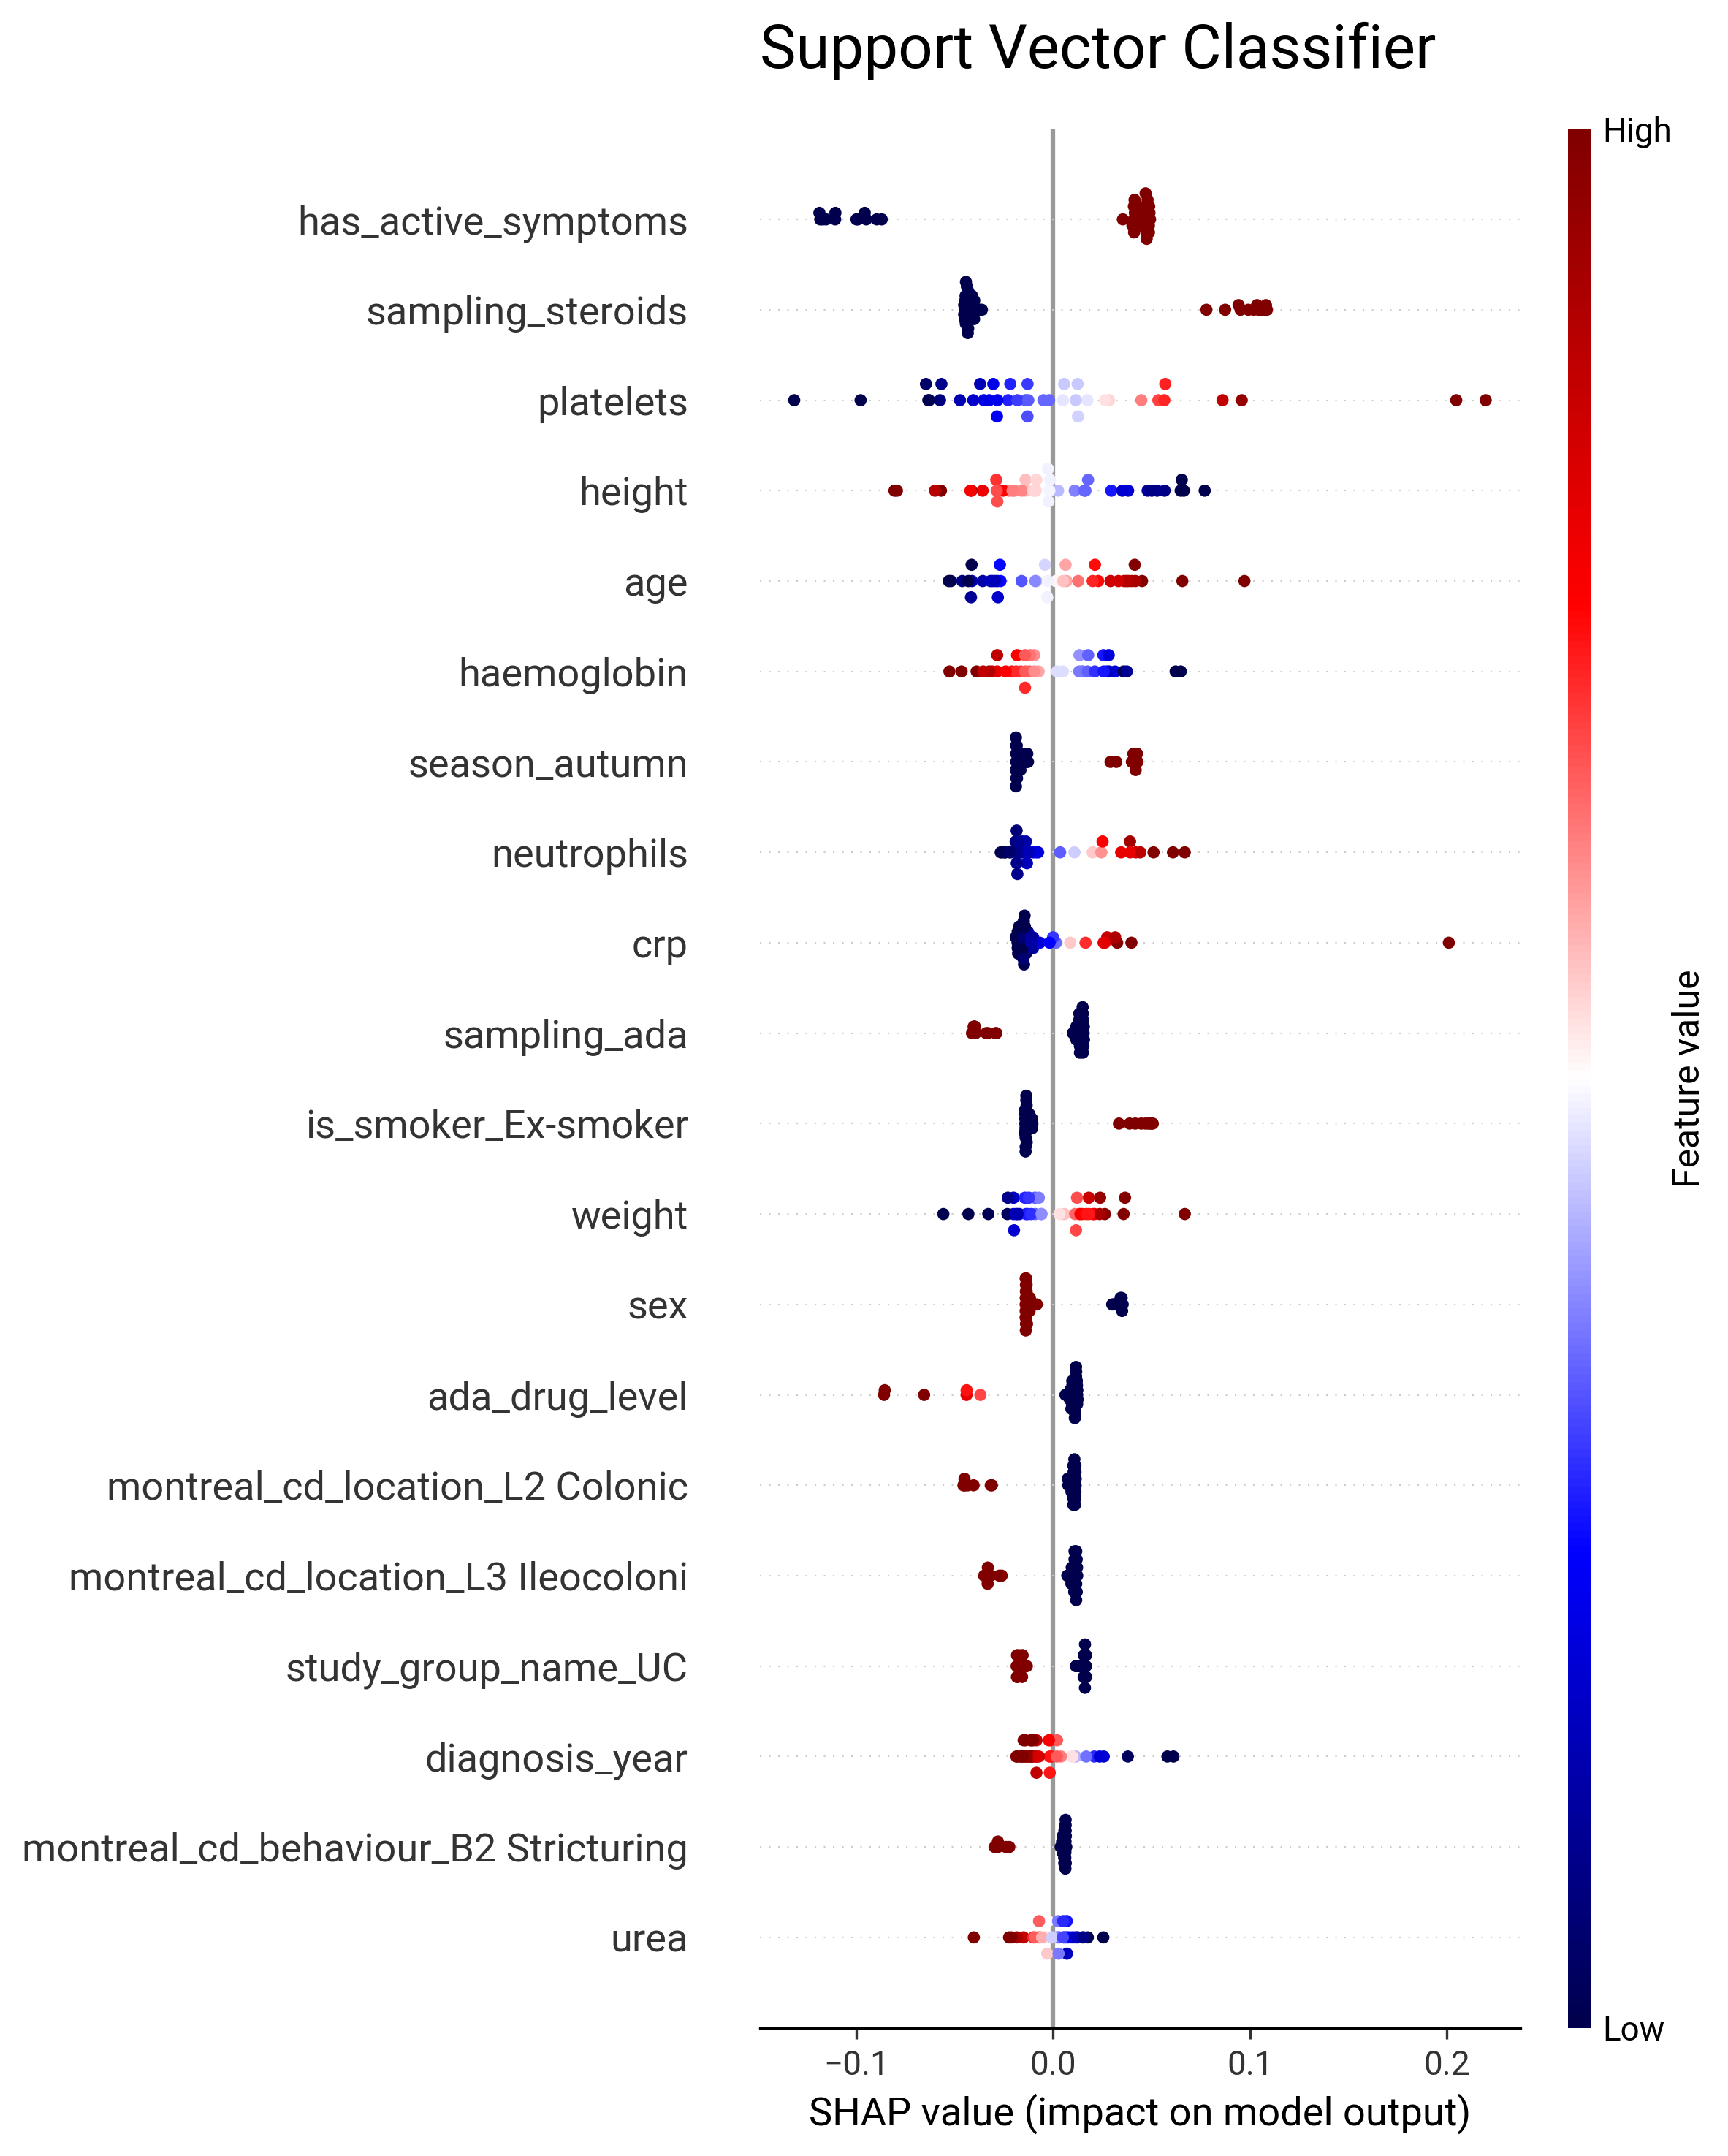 Support Vector Classifier
High
has_active_symptoms
sampling_steroids
platelets
height
age
haemoglobin
season_autumn
neutrophils
crp
sampling_ada
is_smoker_Ex-smoker
weight
sex
ada_drug_level
montreal_cd_location_L2 Colonic
montreal_cd_location_L3 Ileocoloni
study_group_name_UC
diagnosis_year
montreal_cd_behaviour_B2 Stricturing
urea
Feature value
Low
−0.1 0.0 0.1 0.2
SHAP value (impact on model output)